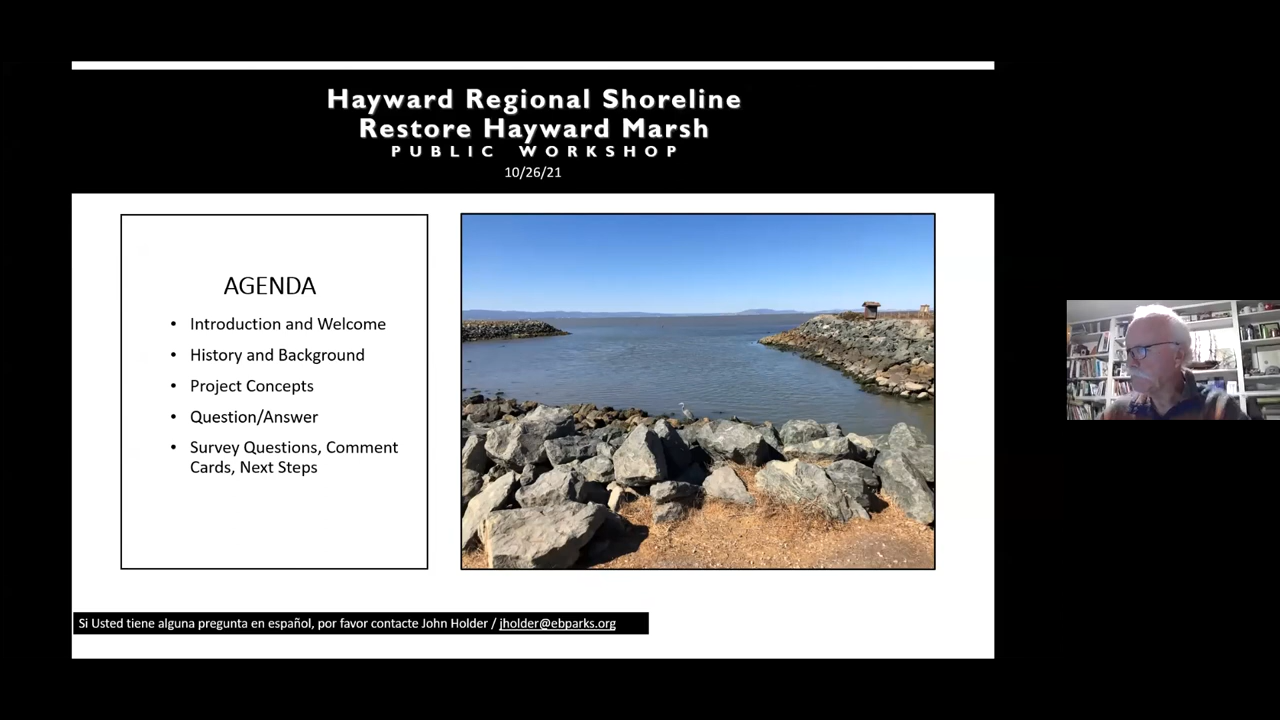 Hayward Regional Shoreline
Restore Hayward Marsh
PUBLIC WORKSHOP
10/26/21
AGENDA
• Introduction and Welcome
• History and Background
• Project Concepts
• Question/Answer
• Survey Questions, Comment
Cards, Next Steps
Si Usted tiene alguna pregunta en español, por favor contacte John Holder / jholder@ebparks.org